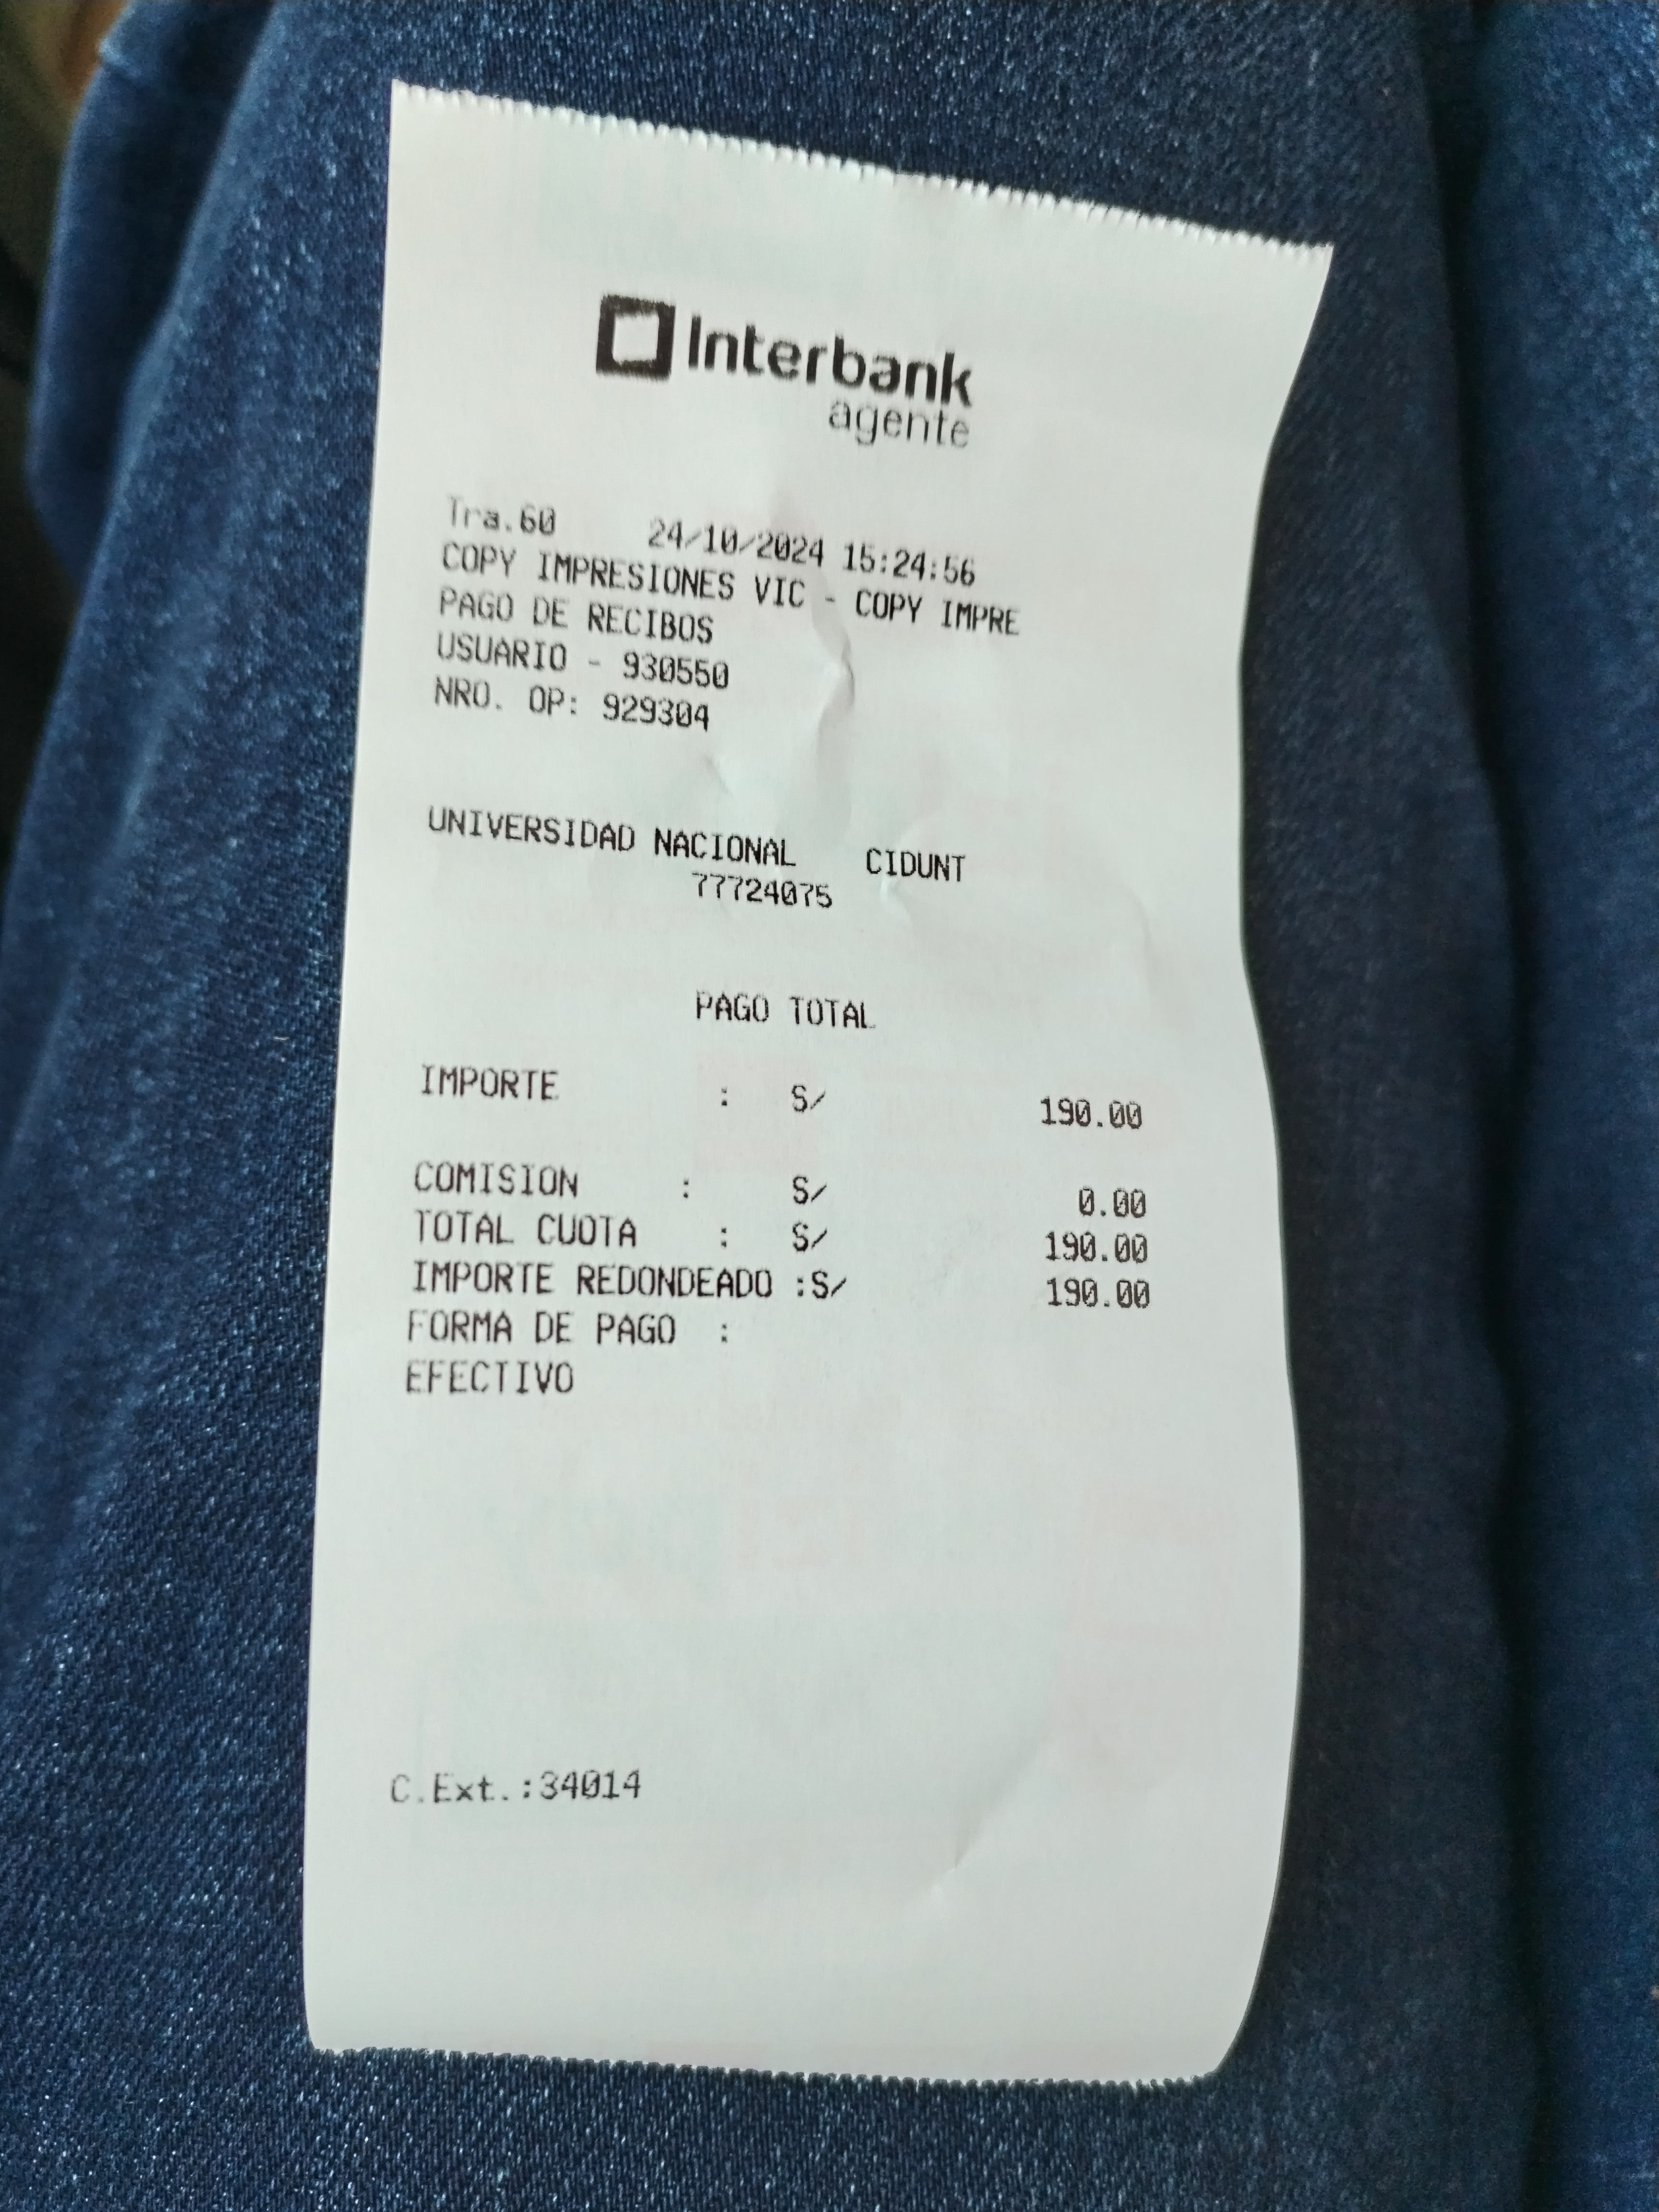 Interbank
agente
Tra.60 24/10/2024 15:24:56
COPY IMPRESIONES VIC - COPY IMPRE
PAGO DE RECIBOS
USUARIO - 930550
NRO. OP: 929304
UNIVERSIDAD NACIONAL CIDUNT
77724075
PAGO TOTAL
IMPORTE : S/ 190.00
COMISION : S/ 0.00
TOTAL CUOTA : S/ 190.00
IMPORTE REDONDEADO :S/ 190.00
FORMA DE PAGO :
EFECTIVO
C.Ext.:34014